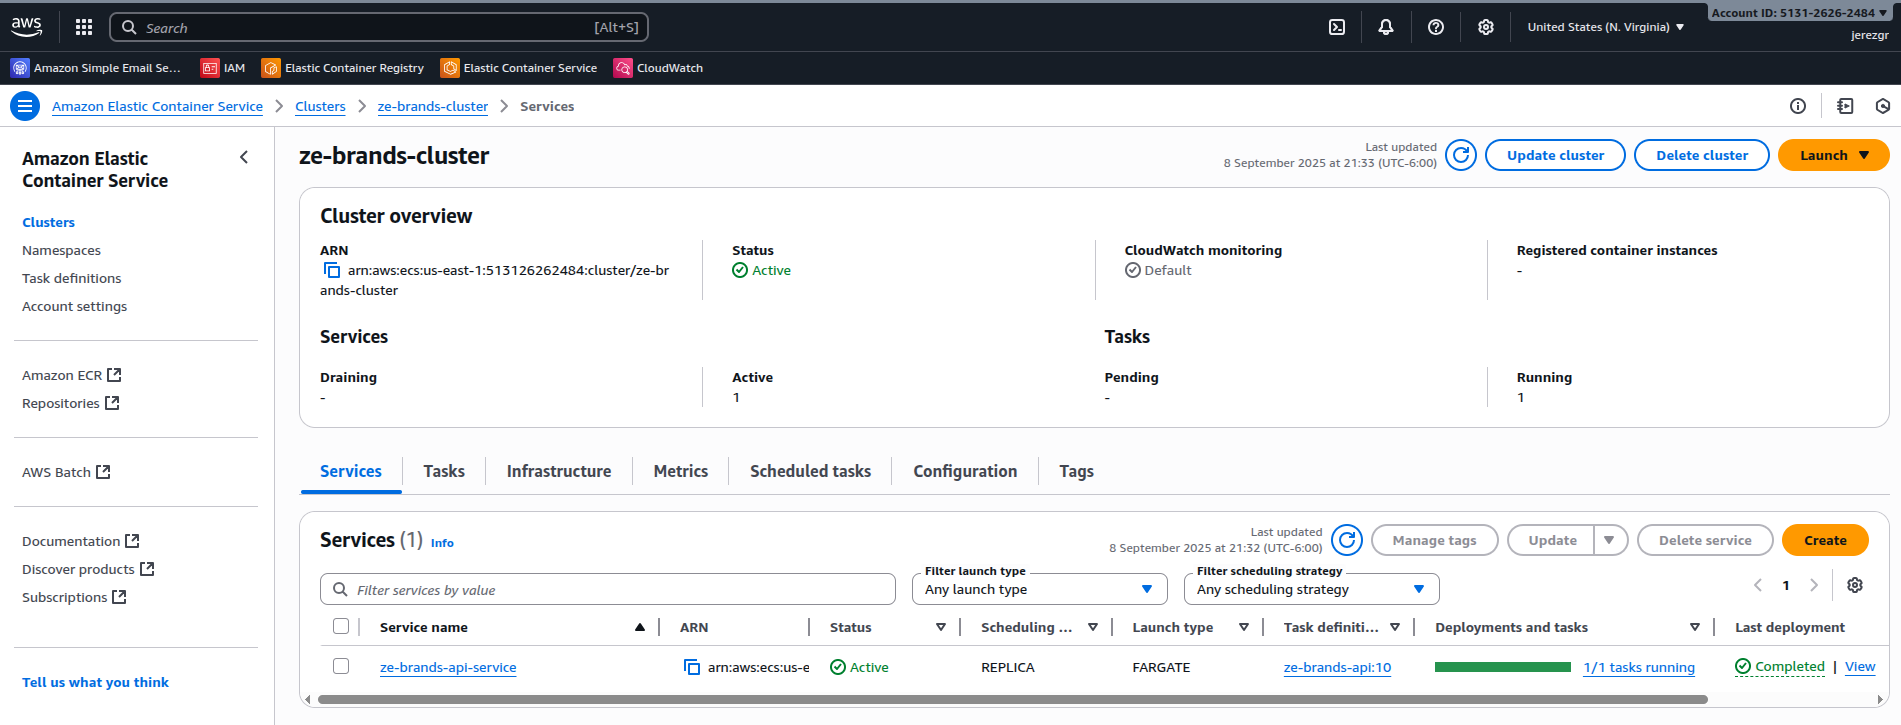 aws
Search
[Alt+S]
United States (N. Virginia)
Account ID: 5131-2626-2484
jerezgr
Amazon Simple Email Se...
IAM
Elastic Container Registry
Elastic Container Service
CloudWatch
Amazon Elastic Container Service
Clusters
ze-brands-cluster
Services
Amazon Elastic
Container Service
Clusters
Namespaces
Task definitions
Account settings
Amazon ECR
Repositories
AWS Batch
Documentation
Discover products
Subscriptions
Tell us what you think
ze-brands-cluster
Last updated
8 September 2025 at 21:33 (UTC-6:00)
Update cluster
Delete cluster
Launch
Cluster overview
ARN
arn:aws:ecs:us-east-1:513126262484:cluster/ze-br
ands-cluster
Status
Active
CloudWatch monitoring
Default
Registered container instances
-
Services
Tasks
Draining
-
Active
1
Pending
-
Running
1
Services
Tasks
Infrastructure
Metrics
Scheduled tasks
Configuration
Tags
Services (1) Info
Last updated
8 September 2025 at 21:32 (UTC-6:00)
Manage tags
Update
Delete service
Create
Filter services by value
Filter launch type
Any launch type
Filter scheduling strategy
Any scheduling strategy
1
Service name
ARN
Status
Scheduling ...
Launch type
Task definiti...
Deployments and tasks
Last deployment
ze-brands-api-service
arn:aws:ecs:us-e
Active
REPLICA
FARGATE
ze-brands-api:10
1/1 tasks running
Completed | View